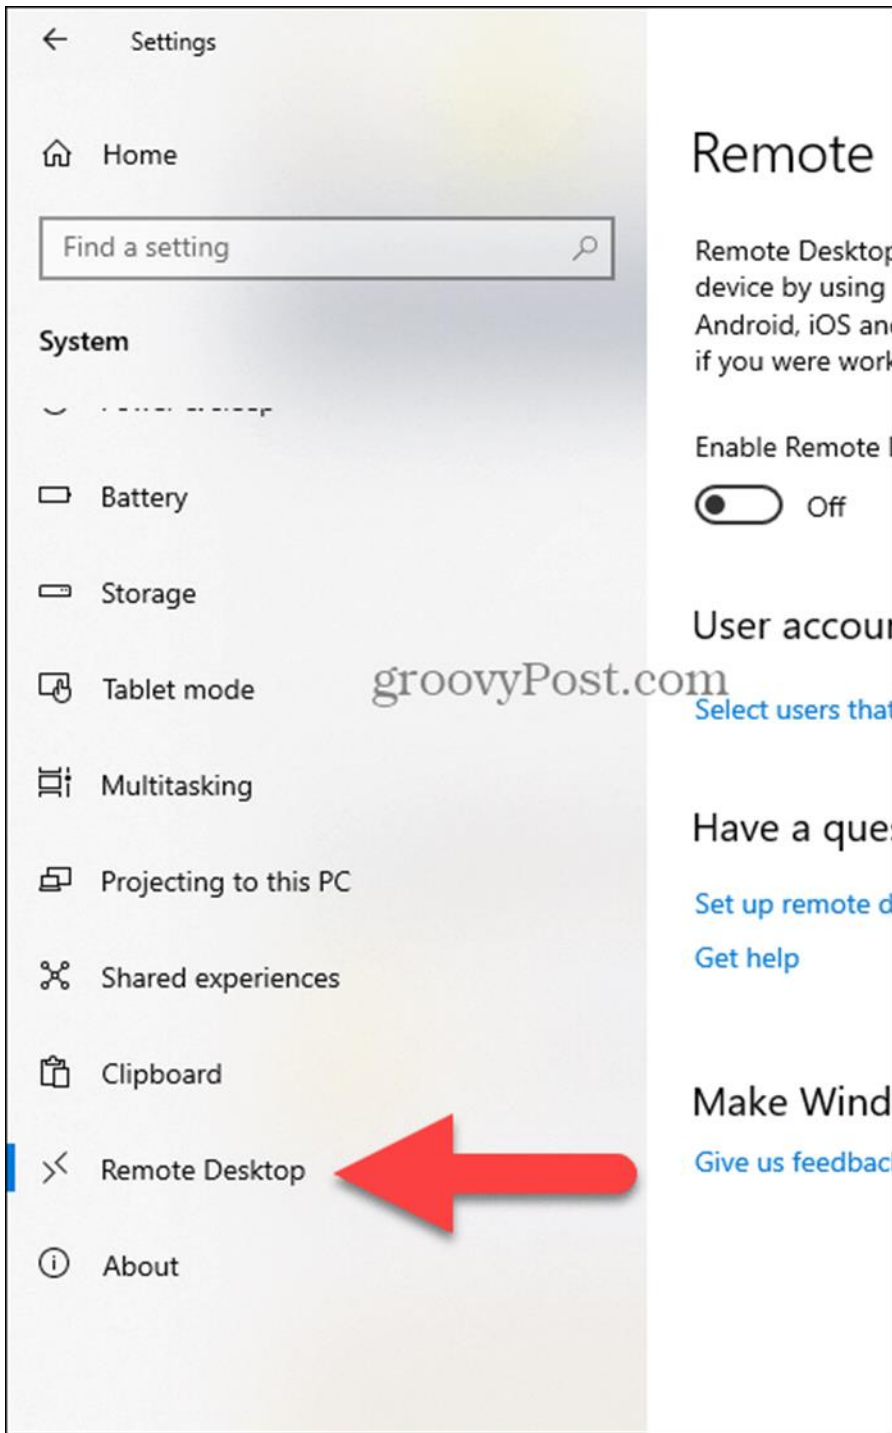 Settings
Home
Find a setting
System
Battery
Storage
Tablet mode
Multitasking
Projecting to this PC
Shared experiences
Clipboard
Remote Desktop
About
groovyPost.com
Remote
Remote Desktop
device by using
Android, iOS and
if you were work
Enable Remote
Off
User accou
Select users that
Have a ques
Set up remote d
Get help
Make Wind
Give us feedbac